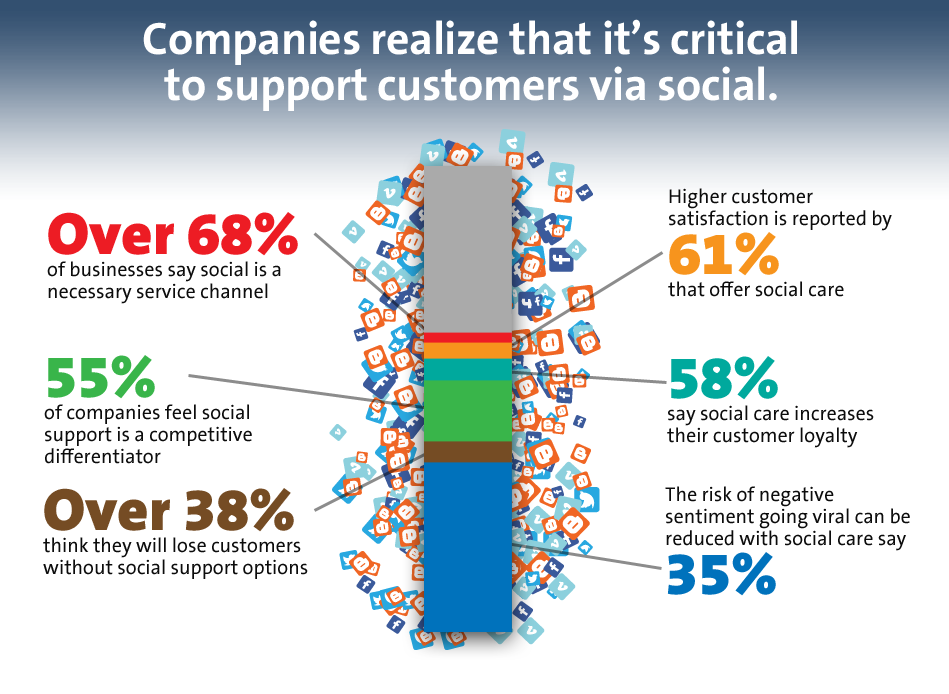 Companies realize that it's critical
to support customers via social.
Over 68%
of businesses say social is a
necessary service channel
Higher customer
satisfaction is reported by
61%
that offer social care
55%
of companies feel social
support is a competitive
differentiator
58%
say social care increases
their customer loyalty
Over 38%
think they will lose customers
without social support options
The risk of negative
sentiment going viral can be
reduced with social care say
35%